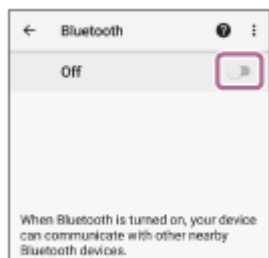 Bluetooth
Off
When Bluetooth is turned on, your device
can communicate with other nearby
Bluetooth devices.